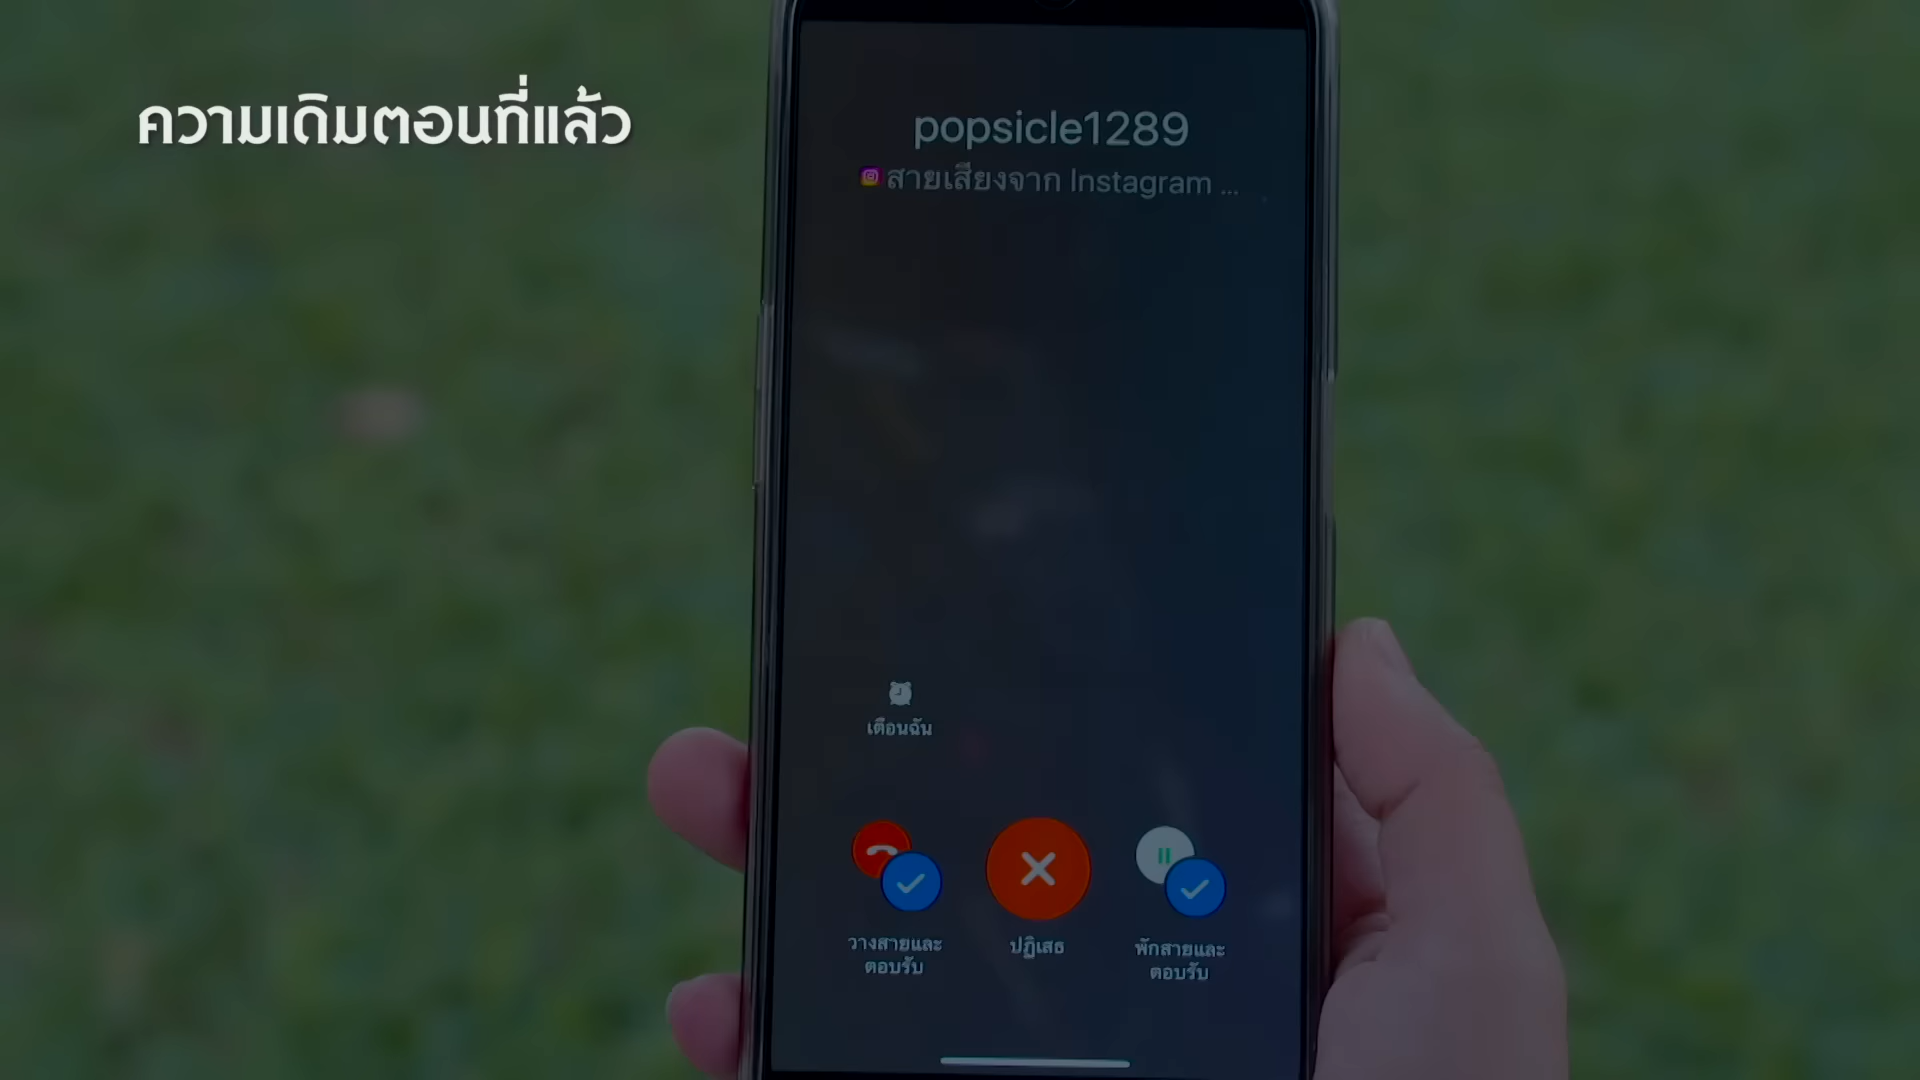 ความเดิมตอนที่แล้ว
popsicle1289
สายเสียงจาก Instagram ...
เตือนฉัน
วางสายและ
ตอบรับ
ปฏิเสธ
พักสายและ
ตอบรับ